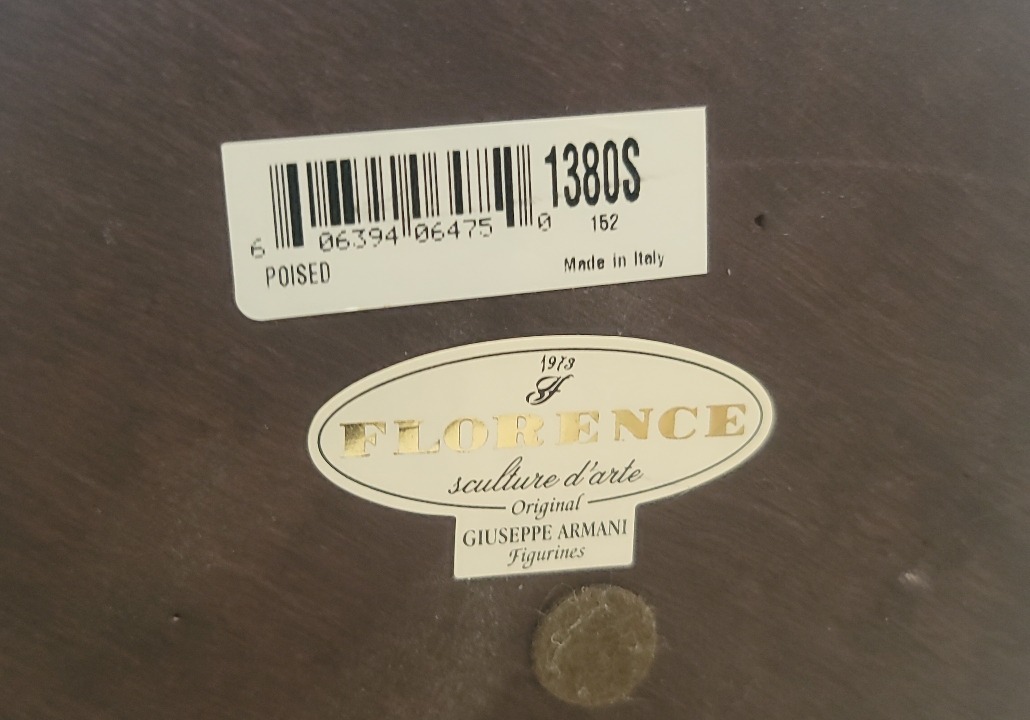 1380S
6 06394 06475 0
152
POISED
Made in Italy
1973
FLORENCE
sculture d'arte
Original
GIUSEPPE ARMANI
Figurines